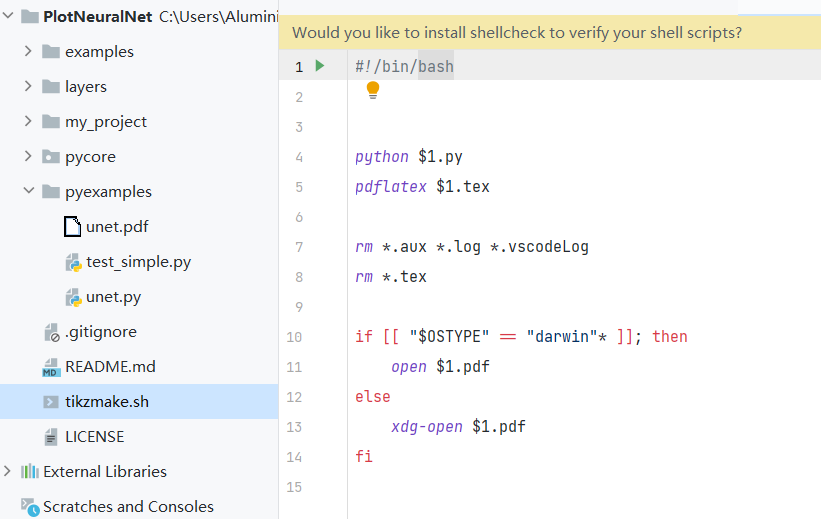 PlotNeuralNet C:\Users\Alumini
examples
layers
my_project
pycore
pyexamples
unet.pdf
test_simple.py
unet.py
.gitignore
MD README.md
tikzmake.sh
LICENSE
External Libraries
Scratches and Consoles
Would you like to install shellcheck to verify your shell scripts?
1 #!/bin/bash
2
3
4 python $1.py
5 pdflatex $1.tex
6
7 rm *.aux *.log *.vscodeLog
8 rm *.tex
9
10 if [[ "$OSTYPE" == "darwin"* ]]; then
11     open $1.pdf
12 else
13     xdg-open $1.pdf
14 fi
15